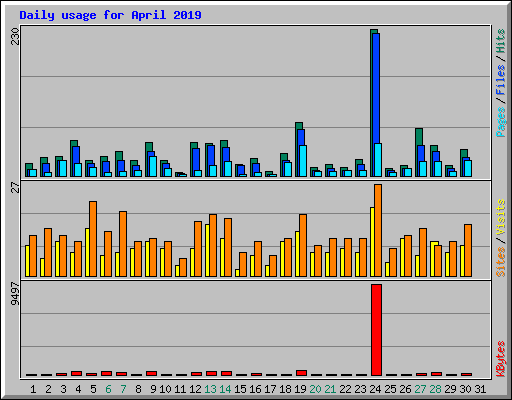 Daily usage for April 2019
230
Pages / Files / Hits
27
Sites / Visits
9497
KBytes
1 2 3 4 5 6 7 8 9 10 11 12 13 14 15 16 17 18 19 20 21 22 23 24 25 26 27 28 29 30 31